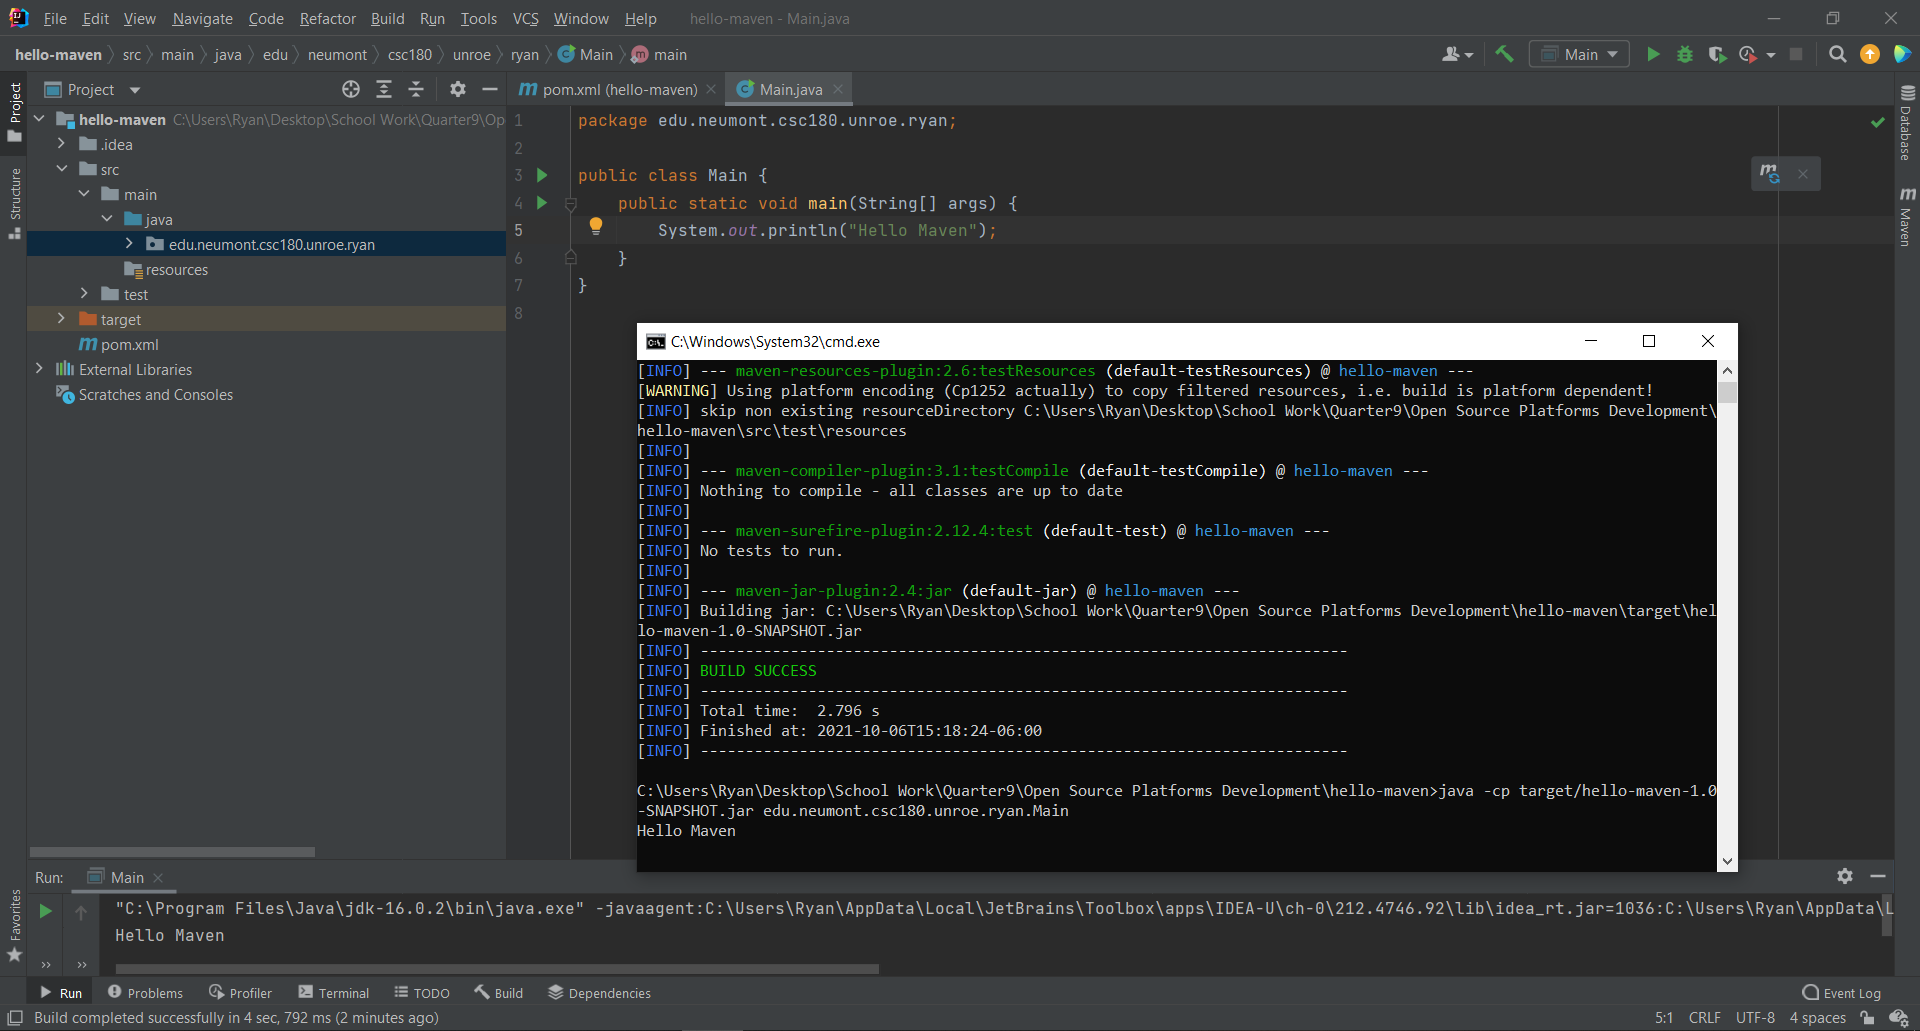 File Edit View Navigate Code Refactor Build Run Tools VCS Window Help hello-maven - Main.java
hello-maven src main java edu neumont csc180 unroe ryan Main main
Main
Project
pom.xml (hello-maven) Main.java
Project
Structure
Favorites
Database
Maven
hello-maven C:\Users\Ryan\Desktop\School Work\Quarter9\Op
.idea
src
main
java
edu.neumont.csc180.unroe.ryan
resources
test
target
pom.xml
External Libraries
Scratches and Consoles
1 package edu.neumont.csc180.unroe.ryan;
2
3 public class Main {
4 public static void main(String[] args) {
5 System.out.println("Hello Maven");
6 }
7 }
8
C:\Windows\System32\cmd.exe
[INFO] --- maven-resources-plugin:2.6:testResources (default-testResources) @ hello-maven ---
[WARNING] Using platform encoding (Cp1252 actually) to copy filtered resources, i.e. build is platform dependent!
[INFO] skip non existing resourceDirectory C:\Users\Ryan\Desktop\School Work\Quarter9\Open Source Platforms Development\
hello-maven\src\test\resources
[INFO]
[INFO] --- maven-compiler-plugin:3.1:testCompile (default-testCompile) @ hello-maven ---
[INFO] Nothing to compile - all classes are up to date
[INFO]
[INFO] --- maven-surefire-plugin:2.12.4:test (default-test) @ hello-maven ---
[INFO] No tests to run.
[INFO]
[INFO] --- maven-jar-plugin:2.4:jar (default-jar) @ hello-maven ---
[INFO] Building jar: C:\Users\Ryan\Desktop\School Work\Quarter9\Open Source Platforms Development\hello-maven\target\hel
lo-maven-1.0-SNAPSHOT.jar
[INFO] ------------------------------------------------------------------------
[INFO] BUILD SUCCESS
[INFO] ------------------------------------------------------------------------
[INFO] Total time:  2.796 s
[INFO] Finished at: 2021-10-06T15:18:24-06:00
[INFO] ------------------------------------------------------------------------
C:\Users\Ryan\Desktop\School Work\Quarter9\Open Source Platforms Development\hello-maven>java -cp target/hello-maven-1.0
-SNAPSHOT.jar edu.neumont.csc180.unroe.ryan.Main
Hello Maven
Run: Main
"C:\Program Files\Java\jdk-16.0.2\bin\java.exe" -javaagent:C:\Users\Ryan\AppData\Local\JetBrains\Toolbox\apps\IDEA-U\ch-0\212.4746.92\lib\idea_rt.jar=1036:C:\Users\Ryan\AppData\L
Hello Maven
Run Problems Profiler Terminal TODO Build Dependencies Event Log
Build completed successfully in 4 sec, 792 ms (2 minutes ago) 5:1 CRLF UTF-8 4 spaces